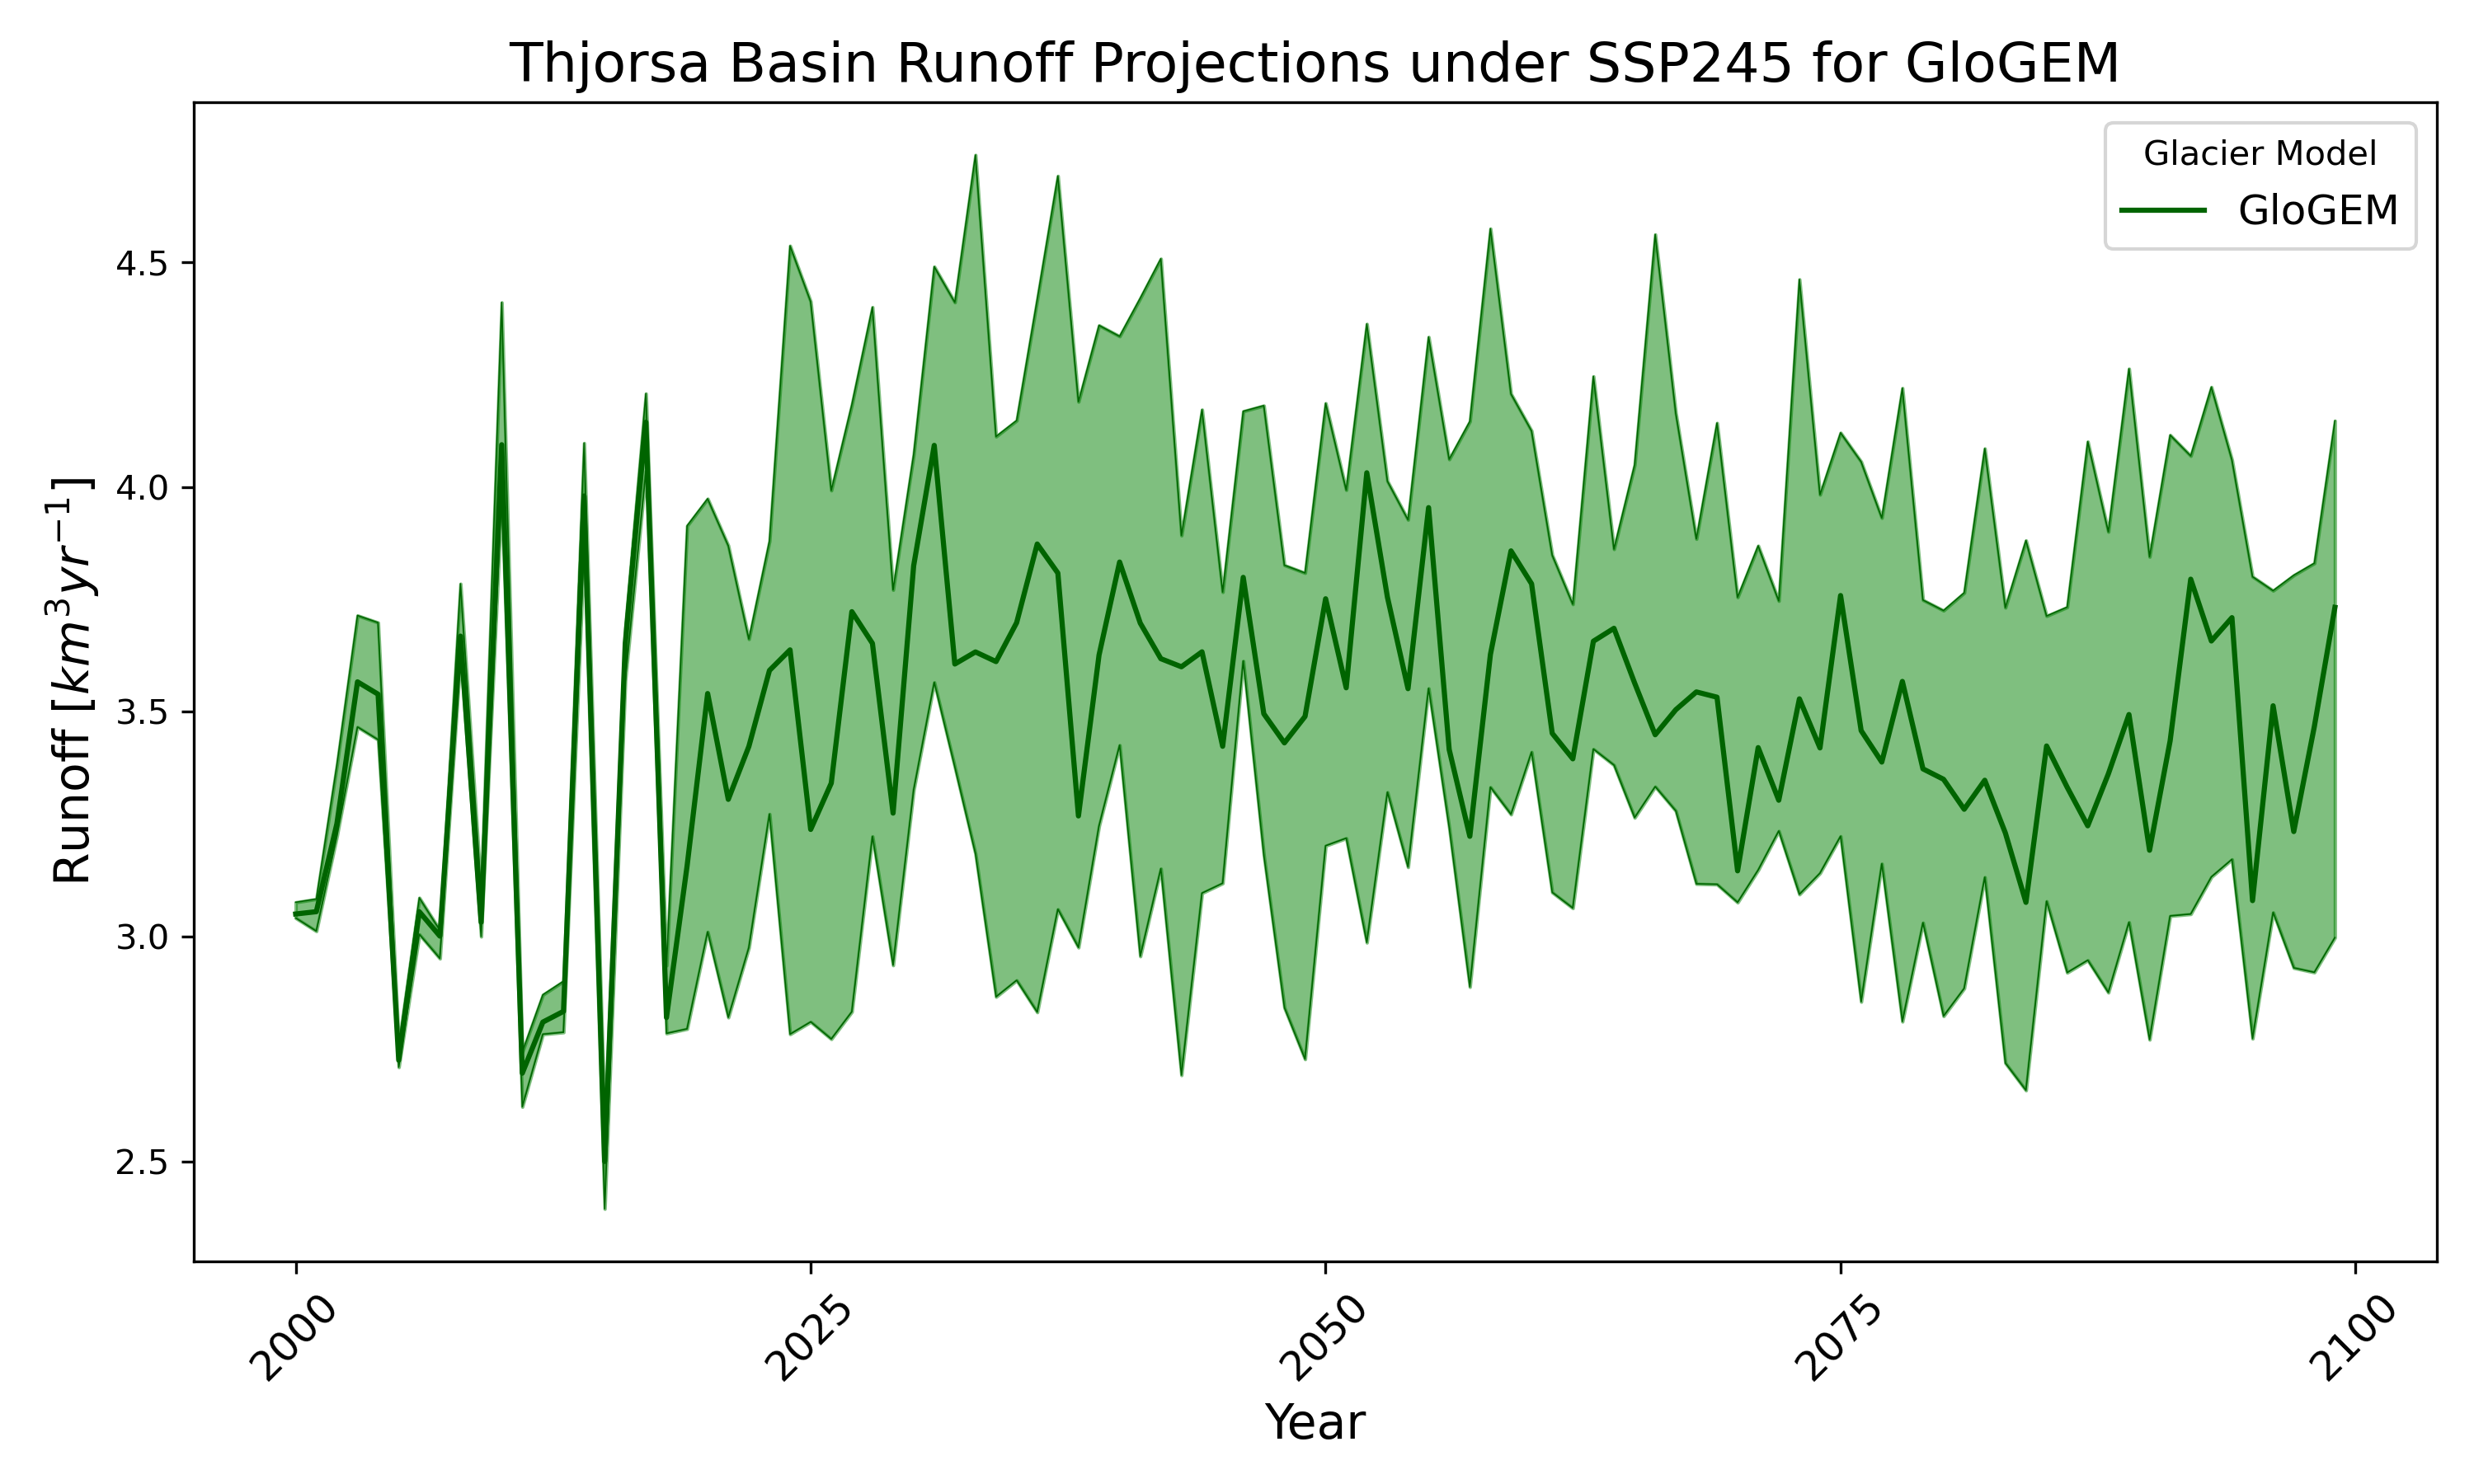 Thjorsa Basin Runoff Projections under SSP245 for GloGEM
Glacier Model
GloGEM
Runoff [km³yr⁻¹]
4.5
4.0
3.5
3.0
2.5
2000
2025
2050
2075
2100
Year